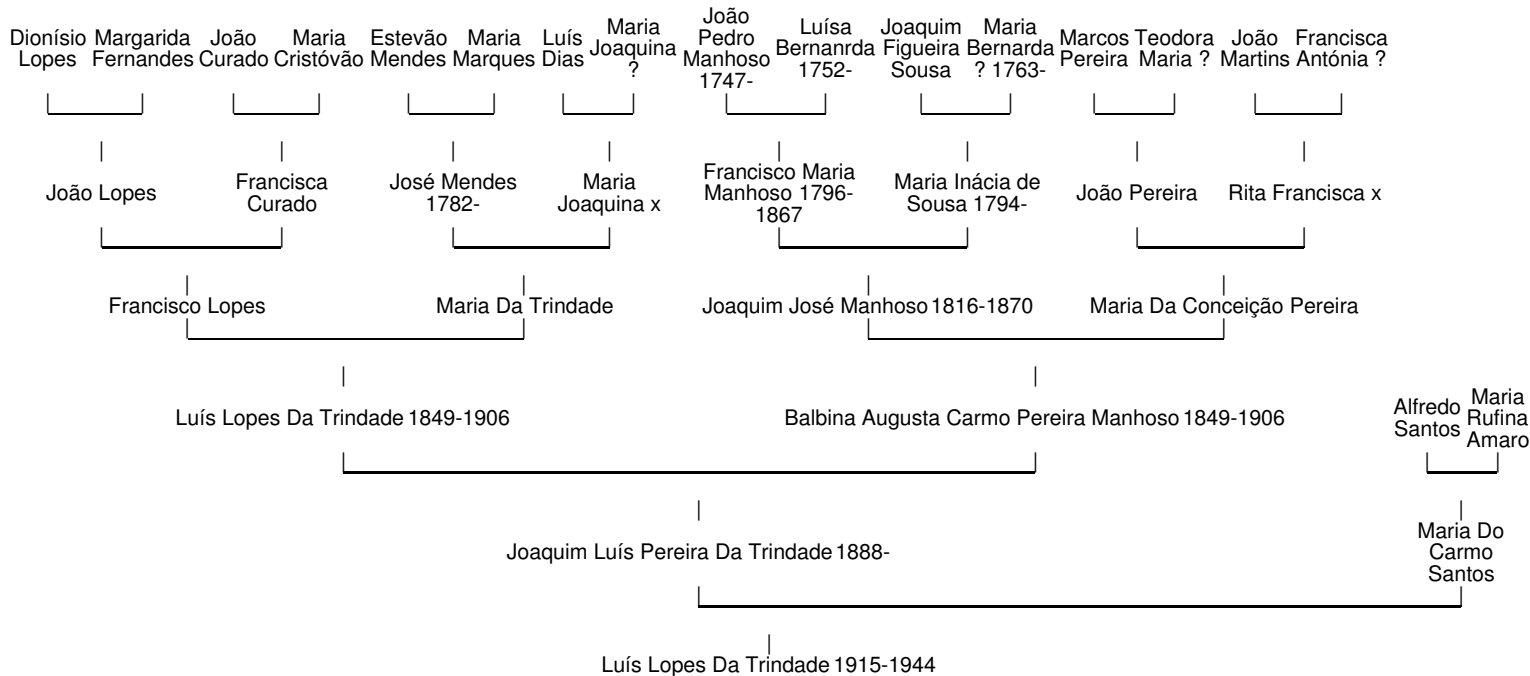 Dionísio
Lopes
Margarida
Fernandes
João
Curado
Maria
Cristóvão
Estevão
Mendes
Maria
Marques
Luís
Dias
Maria
Joaquina
?
João
Pedro
Manhoso
1747-
Luísa
Bernanrda
1752-
Joaquim
Figueira
Sousa
Maria
Bernarda
? 1763-
Marcos
Pereira
Teodora
Maria ?
João
Martins
Francisca
Antónia ?
João Lopes
Francisca
Curado
José Mendes
1782-
Maria
Joaquina x
Francisco Maria
Manhoso 1796-
1867
Maria Inácia de
Sousa 1794-
João Pereira
Rita Francisca x
Francisco Lopes
Maria Da Trindade
Joaquim José Manhoso 1816-1870
Maria Da Conceição Pereira
Luís Lopes Da Trindade 1849-1906
Balbina Augusta Carmo Pereira Manhoso 1849-1906
Alfredo
Santos
Maria
Rufina
Amaro
Joaquim Luís Pereira Da Trindade 1888-
Maria Do
Carmo
Santos
Luís Lopes Da Trindade 1915-1944